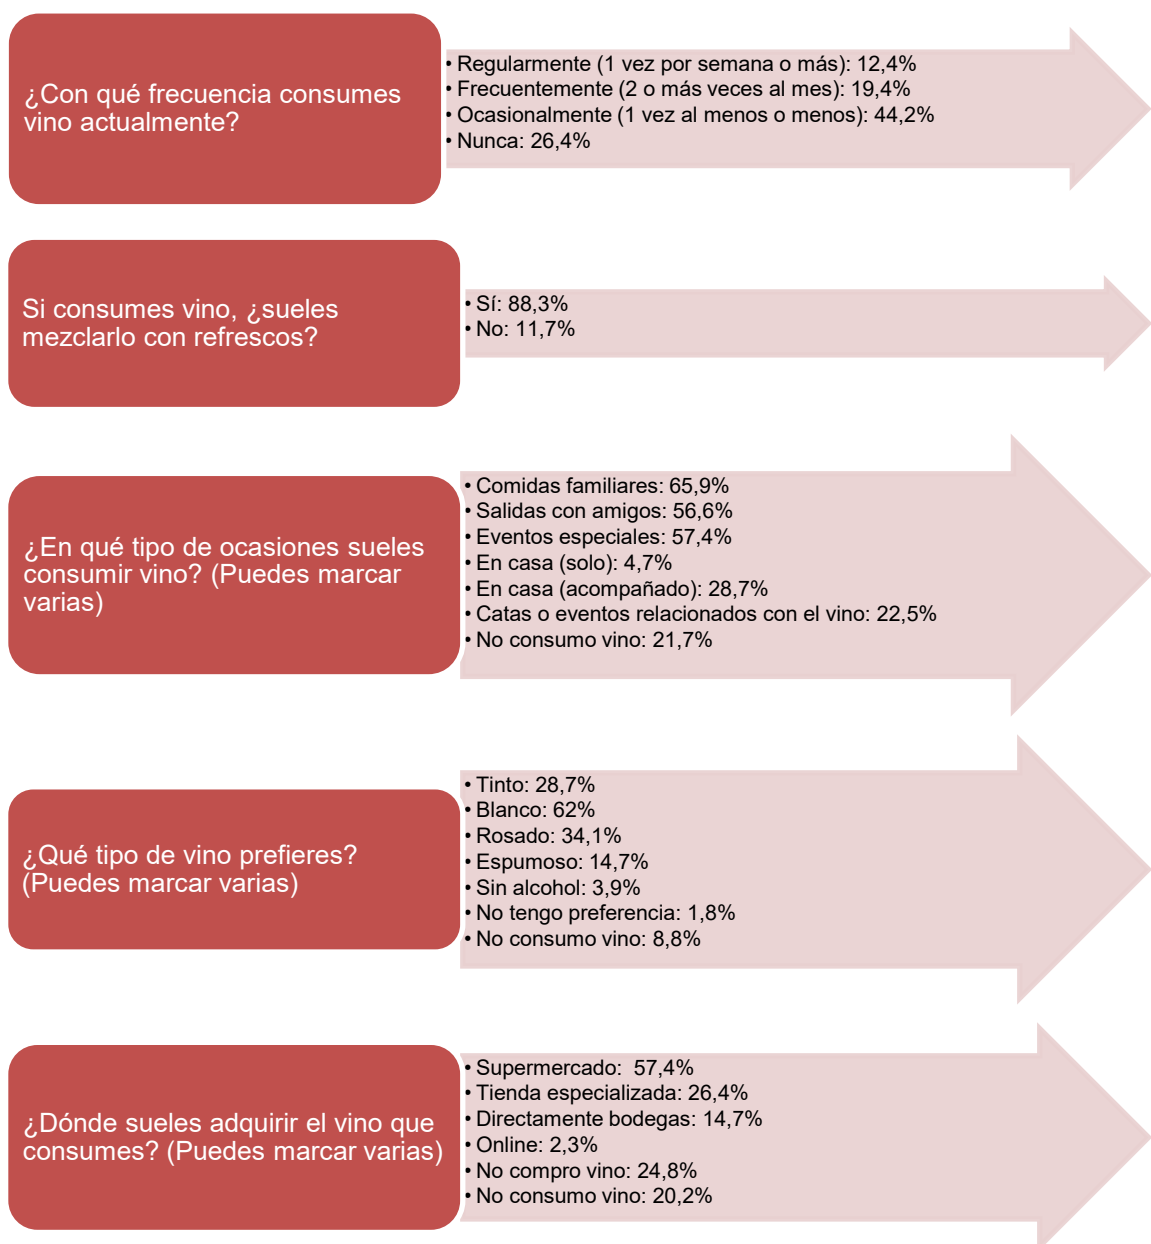 ¿Con qué frecuencia consumes
vino actualmente?
• Regularmente (1 vez por semana o más): 12,4%
• Frecuentemente (2 o más veces al mes): 19,4%
• Ocasionalmente (1 vez al menos o menos): 44,2%
• Nunca: 26,4%
Si consumes vino, ¿sueles
mezclarlo con refrescos?
• Sí: 88,3%
• No: 11,7%
¿En qué tipo de ocasiones sueles
consumir vino? (Puedes marcar
varias)
• Comidas familiares: 65,9%
• Salidas con amigos: 56,6%
• Eventos especiales: 57,4%
• En casa (solo): 4,7%
• En casa (acompañado): 28,7%
• Catas o eventos relacionados con el vino: 22,5%
• No consumo vino: 21,7%
¿Qué tipo de vino prefieres?
(Puedes marcar varias)
• Tinto: 28,7%
• Blanco: 62%
• Rosado: 34,1%
• Espumoso: 14,7%
• Sin alcohol: 3,9%
• No tengo preferencia: 1,8%
• No consumo vino: 8,8%
¿Dónde sueles adquirir el vino que
consumes? (Puedes marcar varias)
• Supermercado: 57,4%
• Tienda especializada: 26,4%
• Directamente bodegas: 14,7%
• Online: 2,3%
• No compro vino: 24,8%
• No consumo vino: 20,2%